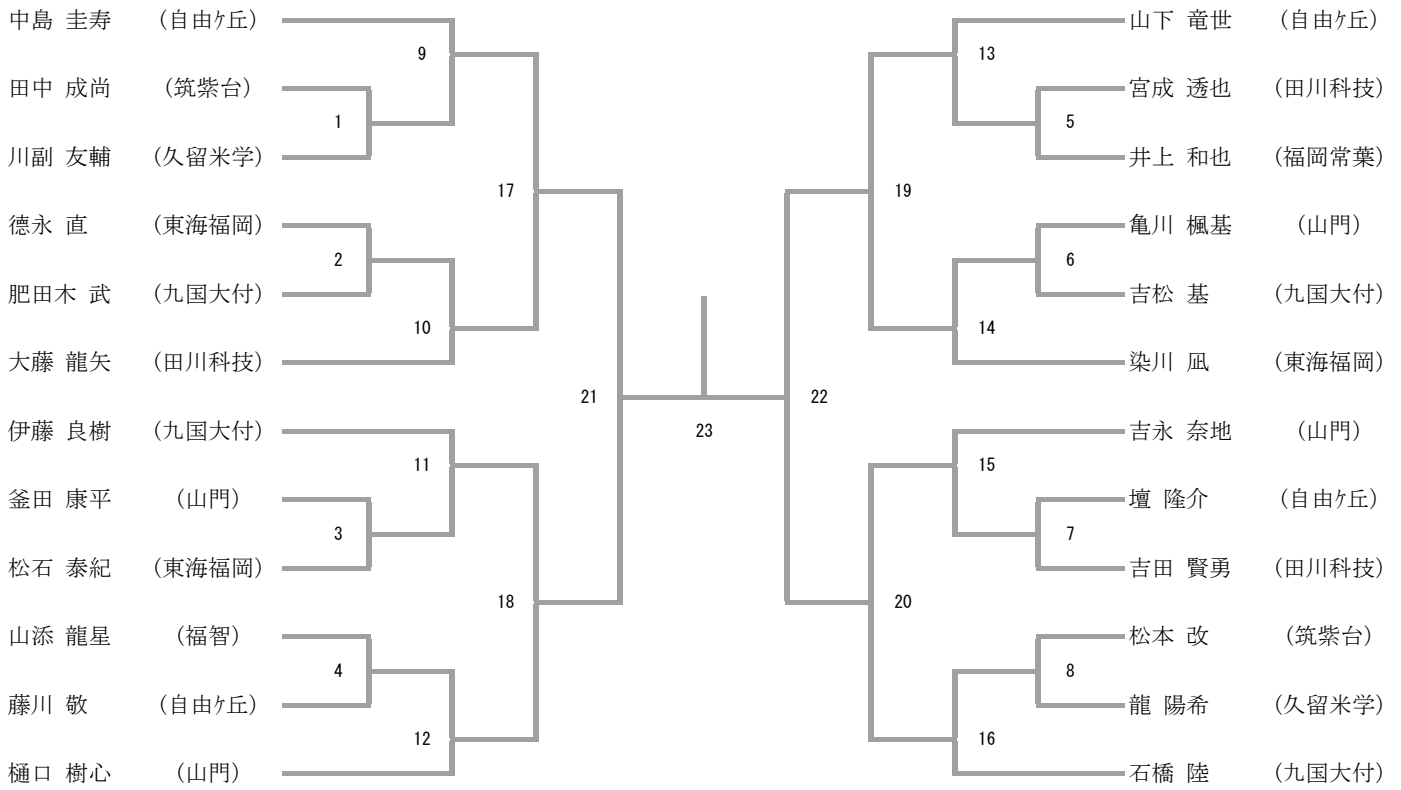 中島 圭寿 (自由ケ丘)
9
田中 成尚 (筑紫台)
1
川副 友輔 (久留米学)
17
德永 直 (東海福岡)
2
肥田木 武 (九国大付)
10
大藤 龍矢 (田川科技)
21
伊藤 良樹 (九国大付)
11
釜田 康平 (山門)
3
松石 泰紀 (東海福岡)
18
山添 龍星 (福智)
4
藤川 敬 (自由ケ丘)
12
樋口 樹心 (山門)
23
山下 竜世 (自由ケ丘)
13
宮成 透也 (田川科技)
5
井上 和也 (福岡常葉)
19
亀川 楓基 (山門)
6
吉松 基 (九国大付)
14
染川 凪 (東海福岡)
22
吉永 奈地 (山門)
15
壇 隆介 (自由ケ丘)
7
吉田 賢勇 (田川科技)
20
松本 改 (筑紫台)
8
龍 陽希 (久留米学)
16
石橋 陸 (九国大付)